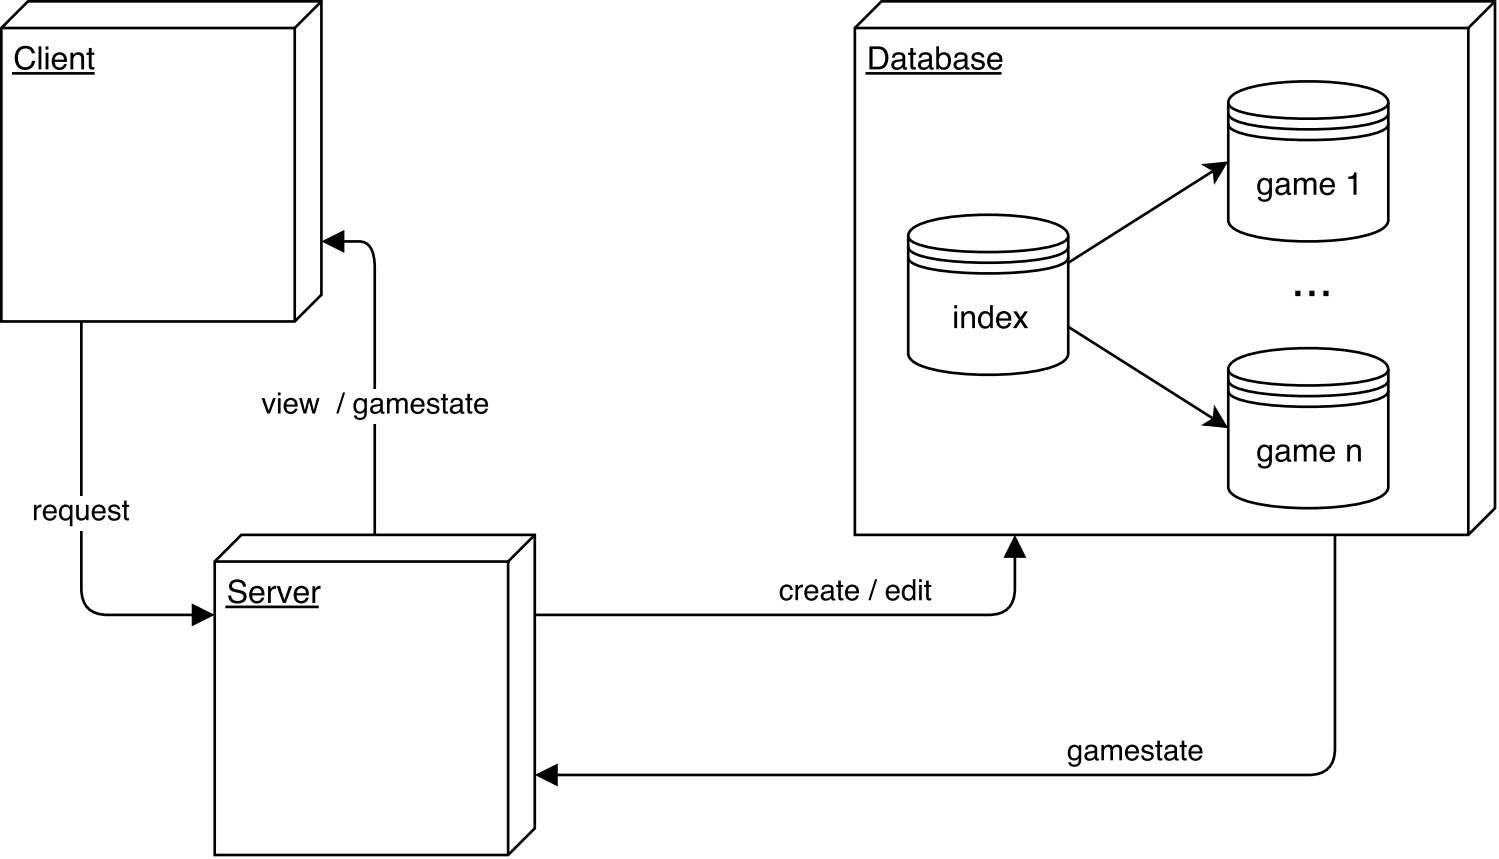 Client
Database
game 1
index
...
view / gamestate
game n
request
Server
create / edit
gamestate